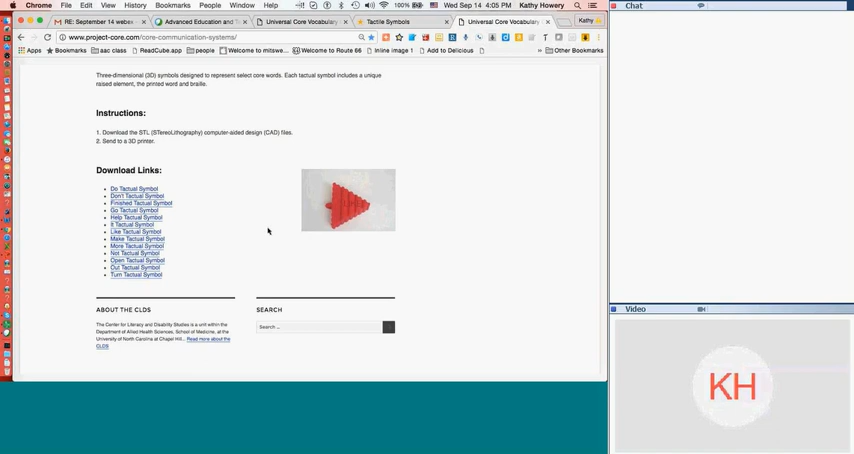 Chrome File Edit View History Bookmarks People Window Help
100% Wed Sep 14 4:05 PM Kathy Howery
RE: September 14 webex
Advanced Education and T
Universal Core Vocabulary
Tactile Symbols
Universal Core Vocabulary
Kathy
www.project-core.com/core-communication-systems/
Apps Bookmarks aac class ReadCube.app people Welcome to mitswe... Welcome to Route 66 Inline image 1 Add to Delicious Other Bookmarks
Three-dimensional (3D) symbols designed to represent select core words. Each tactual symbol includes a unique
raised element, the printed word and braille.
Instructions:
1. Download the STL (STereoLithography) computer-aided design (CAD) files.
2. Send to a 3D printer.
Download Links:
Do Tactual Symbol
Don't Tactual Symbol
Finished Tactual Symbol
Go Tactual Symbol
Help Tactual Symbol
It Tactual Symbol
Like Tactual Symbol
Make Tactual Symbol
More Tactual Symbol
Not Tactual Symbol
Open Tactual Symbol
Out Tactual Symbol
Turn Tactual Symbol
ABOUT THE CLDS
The Center for Literacy and Disability Studies is a unit within the
Department of Allied Health Sciences, School of Medicine, at the
University of North Carolina at Chapel Hill... Read more about the
CLDS
SEARCH
Search ...
Chat
Video
KH